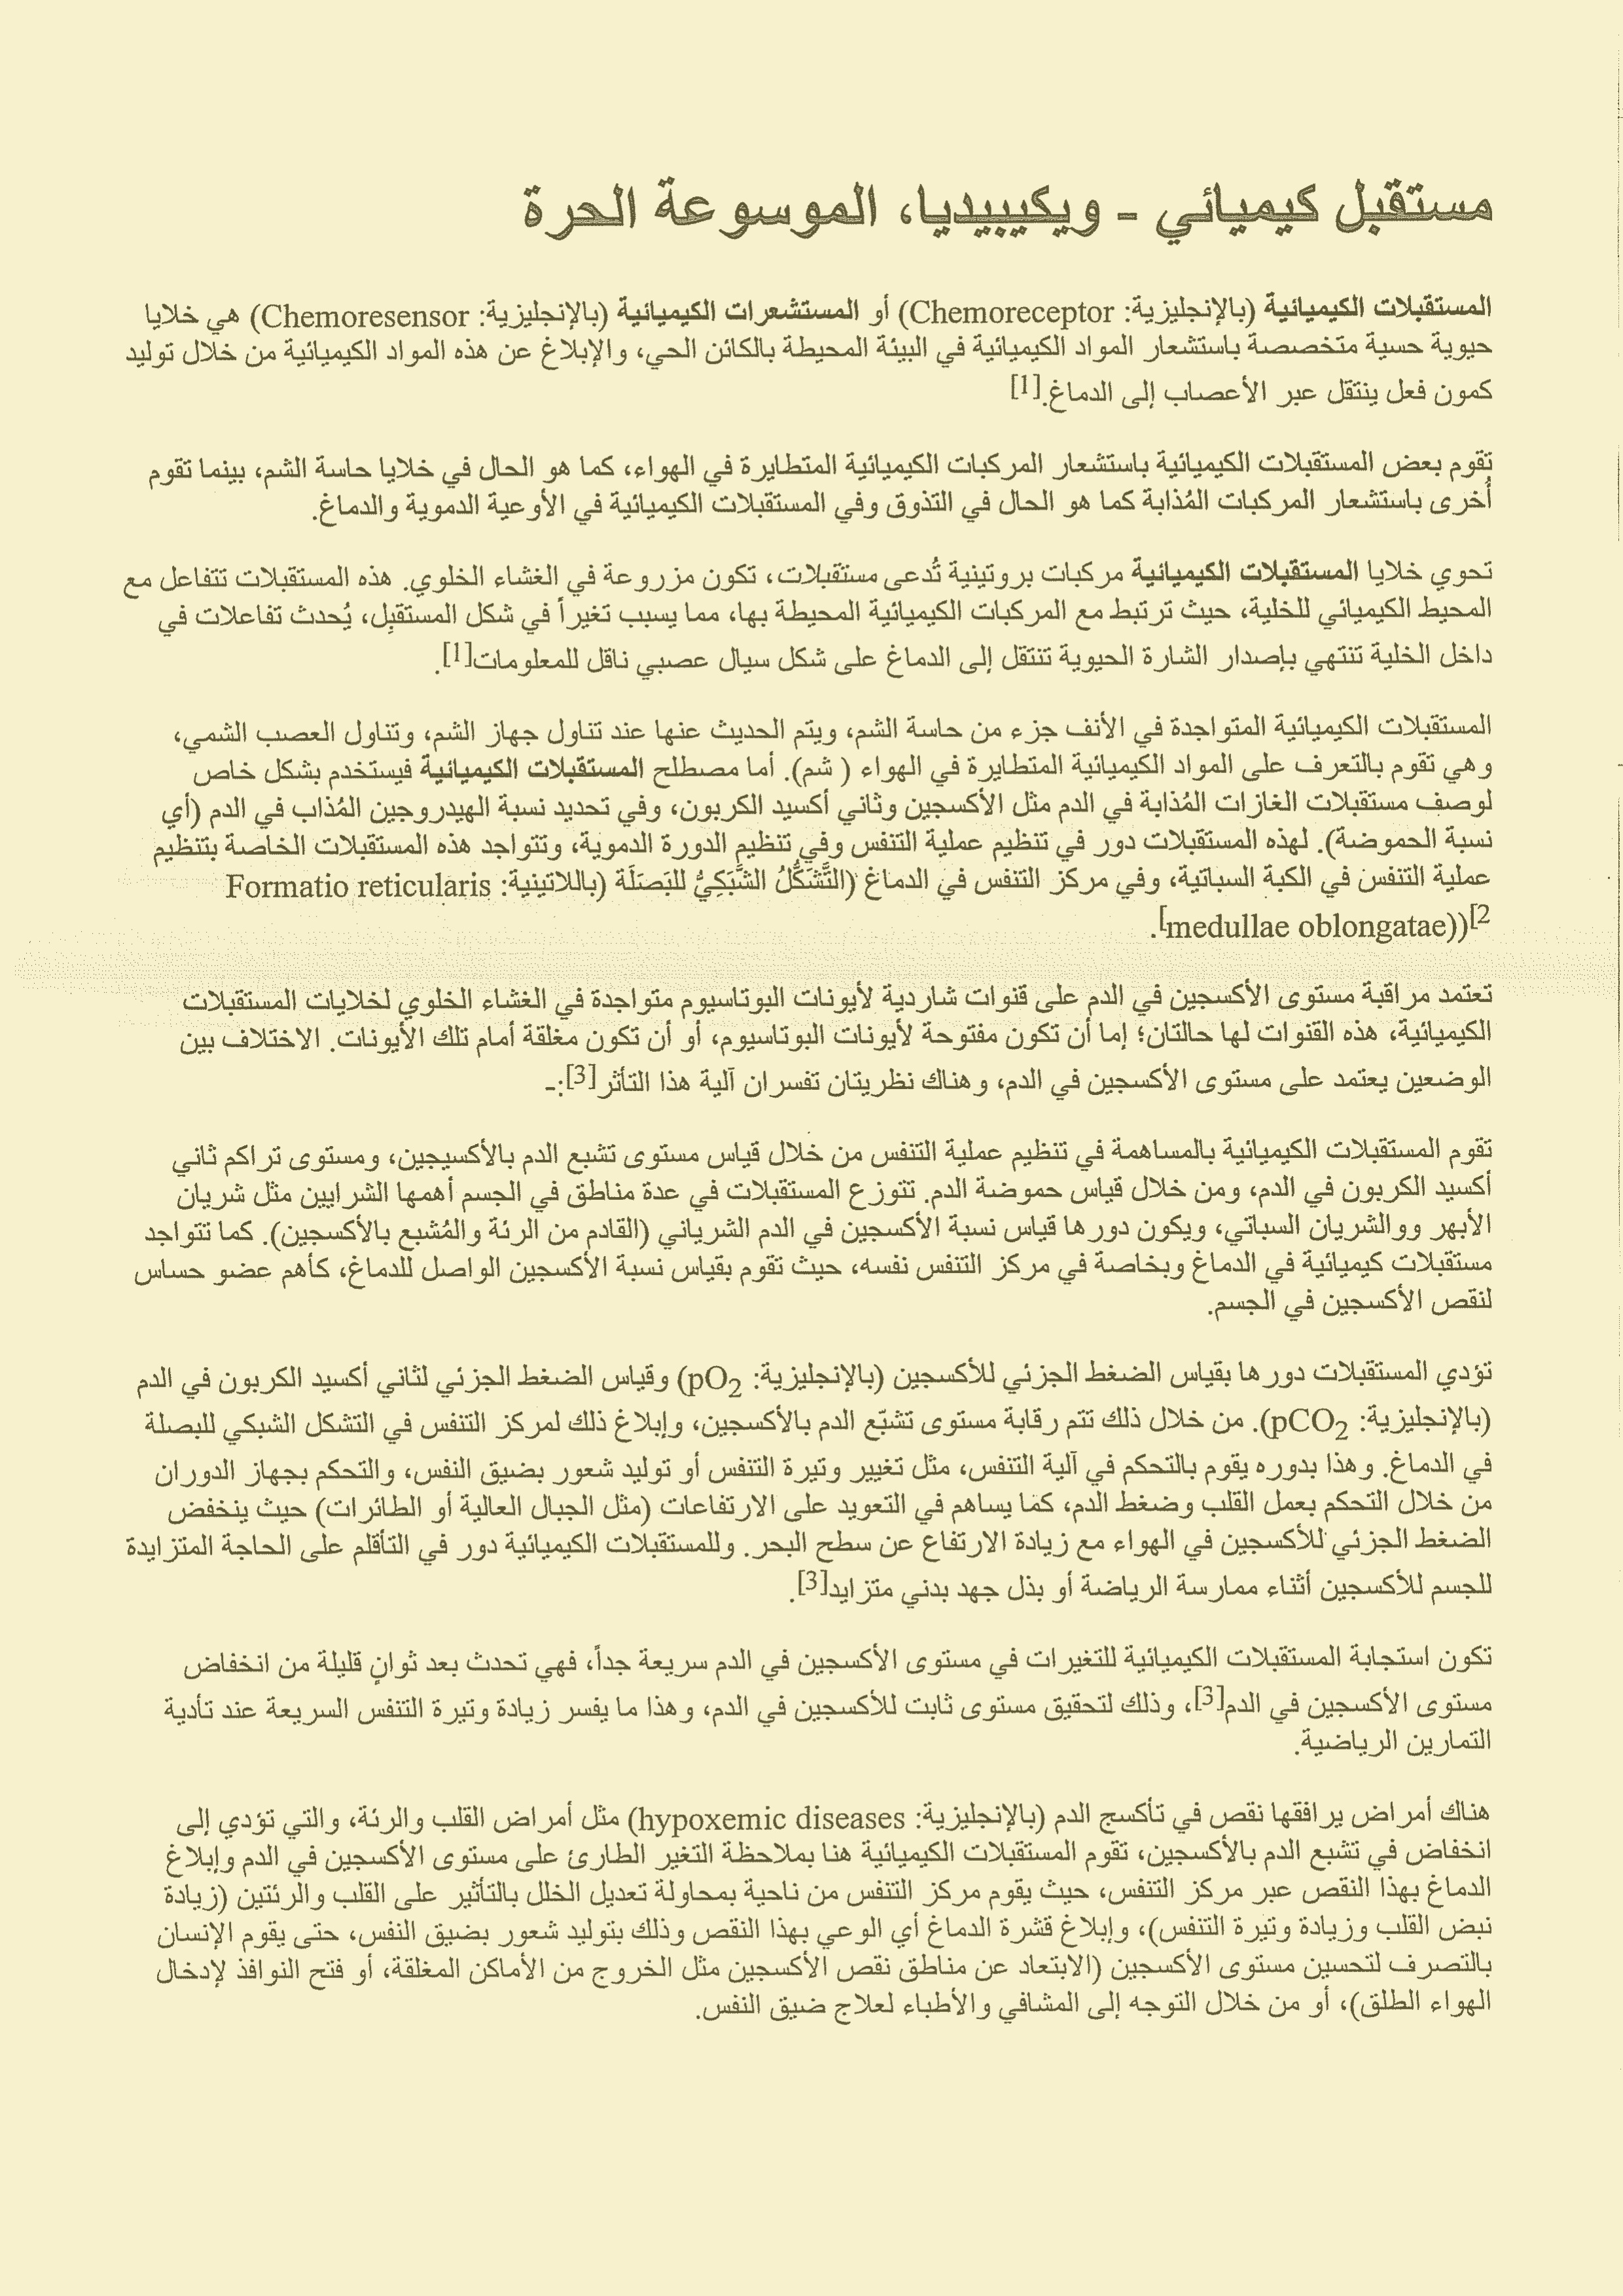 مستقبل كيميائي - ويكيبيديا، الموسوعة الحرة
المستقبلات الكيميائية (بالإنجليزية: Chemoreceptor) أو المستشعرات الكيميائية (بالإنجليزية: Chemoresensor) هي خلايا
حيوية حسية متخصصة باستشعار المواد الكيميائية في البيئة المحيطة بالكائن الحي، والإبلاغ عن هذه المواد الكيميائية من خلال توليد
كمون فعل ينتقل عبر الأعصاب إلى الدماغ.[1]
تقوم بعض المستقبلات الكيميائية باستشعار المركبات الكيميائية المتطايرة في الهواء، كما هو الحال في خلايا حاسة الشم، بينما تقوم
أُخرى باستشعار المركبات المُذابة كما هو الحال في التذوق وفي المستقبلات الكيميائية في الأوعية الدموية والدماغ.
تحوي خلايا المستقبلات الكيميائية مركبات بروتينية تُدعى مستقبلات، تكون مزروعة في الغشاء الخلوي. هذه المستقبلات تتفاعل مع
المحيط الكيميائي للخلية، حيث ترتبط مع المركبات الكيميائية المحيطة بها، مما يسبب تغيراً في شكل المستقبِل، يُحدث تفاعلات في
داخل الخلية تنتهي بإصدار الشارة الحيوية تنتقل إلى الدماغ على شكل سيال عصبي ناقل للمعلومات[1].
المستقبلات الكيميائية المتواجدة في الأنف جزء من حاسة الشم، ويتم الحديث عنها عند تناول جهاز الشم، وتناول العصب الشمي،
وهي تقوم بالتعرف على المواد الكيميائية المتطايرة في الهواء ( شم). أما مصطلح المستقبلات الكيميائية فيستخدم بشكل خاص
لوصف مستقبلات الغازات المُذابة في الدم مثل الأكسجين وثاني أكسيد الكربون، وفي تحديد نسبة الهيدروجين المُذاب في الدم (أي
نسبة الحموضة). لهذه المستقبلات دور في تنظيم عملية التنفس وفي تنظيم الدورة الدموية، وتتواجد هذه المستقبلات الخاصة بتنظيم
عملية التنفس في الكبة السباتية، وفي مركز التنفس في الدماغ (التَّشَكُّلُ الشَّبَكِيُّ للبَصَلَة (باللاتينية: Formatio reticularis
medullae oblongatae))[2].
تعتمد مراقبة مستوى الأكسجين في الدم على قنوات شاردية لأيونات البوتاسيوم متواجدة في الغشاء الخلوي لخلايات المستقبلات
الكيميائية، هذه القنوات لها حالتان؛ إما أن تكون مفتوحة لأيونات البوتاسيوم، أو أن تكون مغلقة أمام تلك الأيونات. الاختلاف بين
الوضعين يعتمد على مستوى الأكسجين في الدم، وهناك نظريتان تفسران آلية هذا التأثر[3]:-
تقوم المستقبلات الكيميائية بالمساهمة في تنظيم عملية التنفس من خلال قياس مستوى تشبع الدم بالأكسيجين، ومستوى تراكم ثاني
أكسيد الكربون في الدم، ومن خلال قياس حموضة الدم. تتوزع المستقبلات في عدة مناطق في الجسم أهمها الشرايين مثل شريان
الأبهر ووالشريان السباتي، ويكون دورها قياس نسبة الأكسجين في الدم الشرياني (القادم من الرئة والمُشبع بالأكسجين). كما تتواجد
مستقبلات كيميائية في الدماغ وبخاصة في مركز التنفس نفسه، حيث تقوم بقياس نسبة الأكسجين الواصل للدماغ، كأهم عضو حساس
لنقص الأكسجين في الجسم.
تؤدي المستقبلات دورها بقياس الضغط الجزئي للأكسجين (بالإنجليزية: pO2) وقياس الضغط الجزئي لثاني أكسيد الكربون في الدم
(بالإنجليزية: pCO2). من خلال ذلك تتم رقابة مستوى تشبّع الدم بالأكسجين، وإبلاغ ذلك لمركز التنفس في التشكل الشبكي للبصلة
في الدماغ. وهذا بدوره يقوم بالتحكم في آلية التنفس، مثل تغيير وتيرة التنفس أو توليد شعور بضيق النفس، والتحكم بجهاز الدوران
من خلال التحكم بعمل القلب وضغط الدم، كما يساهم في التعويد على الارتفاعات (مثل الجبال العالية أو الطائرات) حيث ينخفض
الضغط الجزئي للأكسجين في الهواء مع زيادة الارتفاع عن سطح البحر. وللمستقبلات الكيميائية دور في التأقلم على الحاجة المتزايدة
للجسم للأكسجين أثناء ممارسة الرياضة أو بذل جهد بدني متزايد[3].
تكون استجابة المستقبلات الكيميائية للتغيرات في مستوى الأكسجين في الدم سريعة جداً، فهي تحدث بعد ثوانٍ قليلة من انخفاض
مستوى الأكسجين في الدم[3]، وذلك لتحقيق مستوى ثابت للأكسجين في الدم، وهذا ما يفسر زيادة وتيرة التنفس السريعة عند تأدية
التمارين الرياضية.
هناك أمراض يرافقها نقص في تأكسج الدم (بالإنجليزية: hypoxemic diseases) مثل أمراض القلب والرئة، والتي تؤدي إلى
انخفاض في تشبع الدم بالأكسجين، تقوم المستقبلات الكيميائية هنا بملاحظة التغير الطارئ على مستوى الأكسجين في الدم وإبلاغ
الدماغ بهذا النقص عبر مركز التنفس، حيث يقوم مركز التنفس من ناحية بمحاولة تعديل الخلل بالتأثير على القلب والرئتين (زيادة
نبض القلب وزيادة وتيرة التنفس)، وإبلاغ قشرة الدماغ أي الوعي بهذا النقص وذلك بتوليد شعور بضيق النفس، حتى يقوم الإنسان
بالتصرف لتحسين مستوى الأكسجين (الابتعاد عن مناطق نقص الأكسجين مثل الخروج من الأماكن المغلقة، أو فتح النوافذ لإدخال
الهواء الطلق)، أو من خلال التوجه إلى المشافي والأطباء لعلاج ضيق النفس.